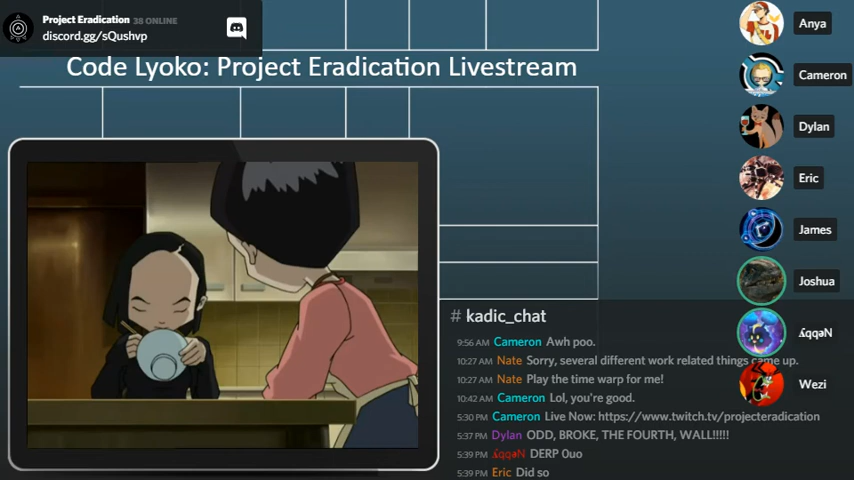 Project Eradication 38 ONLINE
discord.gg/sQushvp
Code Lyoko: Project Eradication Livestream
Anya
Cameron
Dylan
Eric
James
Joshua
ʎqqǝN
Wezi
# kadic_chat
9:56 AM Cameron Awh poo.
10:27 AM Nate Sorry, several different work related things came up.
10:27 AM Nate Play the time warp for me!
10:42 AM Cameron Lol, you're good.
5:30 PM Cameron Live Now: https://www.twitch.tv/projecteradication
5:37 PM Dylan ODD, BROKE, THE FOURTH, WALL!!!!!
5:39 PM ʎqqǝN DERP 0uo
5:39 PM Eric Did so